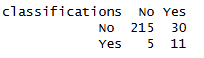 classifications No Yes
No 215 30
Yes 5 11